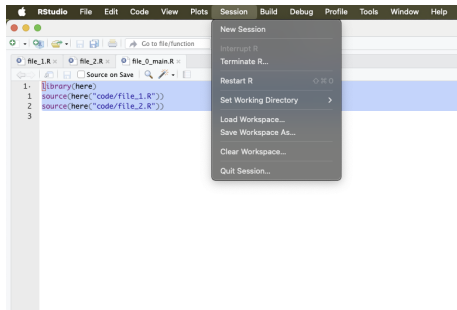 RStudio File Edit Code View Plots Session Build Debug Profile Tools Window Help
New Session
Interrupt R
Terminate R...
Restart R ⇧⌘0
Set Working Directory >
Load Workspace...
Save Workspace As...
Clear Workspace...
Quit Session...
Go to file/function
file_1.R × file_2.R × file_0_main.R ×
Source on Save
1 library(here)
1 source(here("code/file_1.R"))
2 source(here("code/file_2.R"))
3